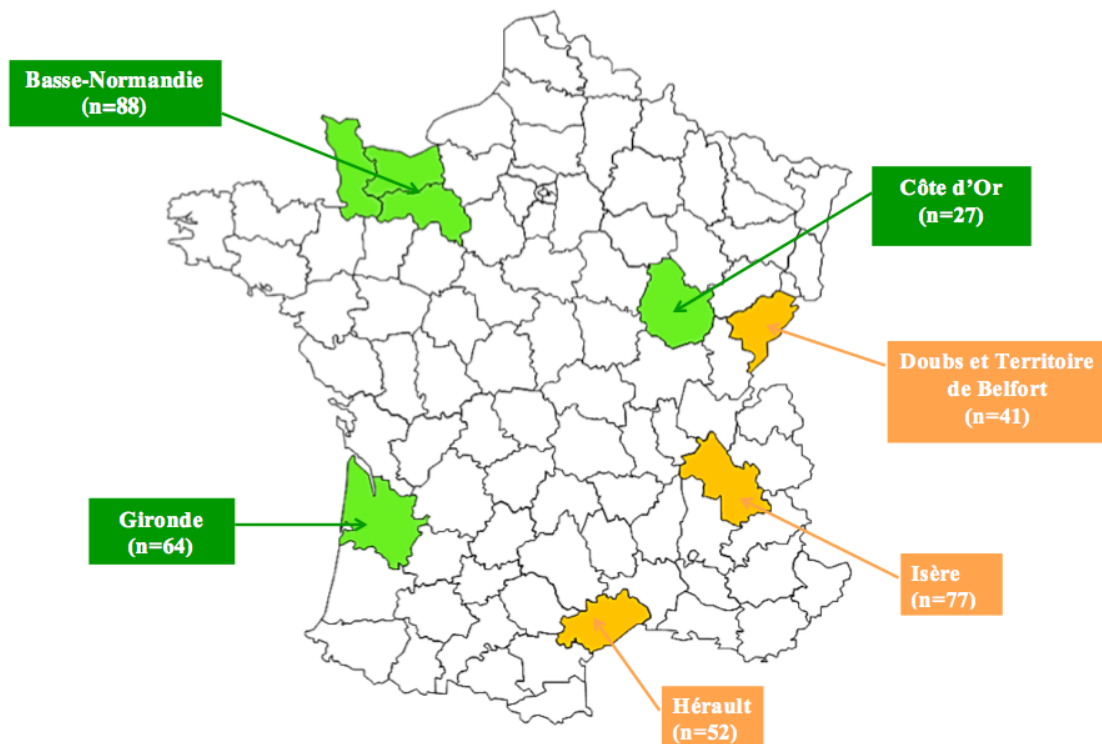 Basse-Normandie
(n=88)
Côte d'Or
(n=27)
Doubs et Territoire
de Belfort
(n=41)
Gironde
(n=64)
Isère
(n=77)
Hérault
(n=52)